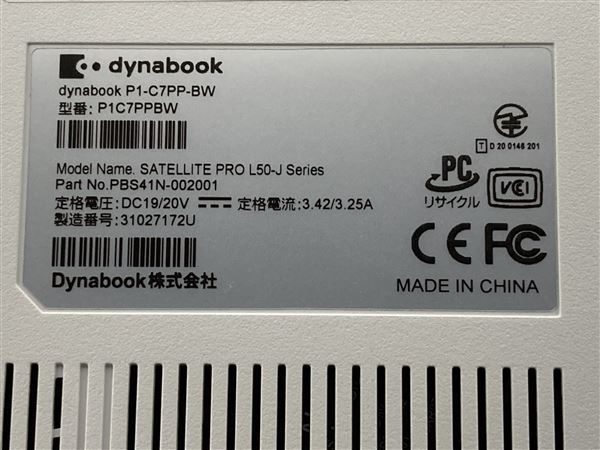 dynabook
dynabook P1-C7PP-BW
型番: P1C7PPBW
T D 20 0146 201
Model Name. SATELLITE PRO L50-J Series
Part No.PBS41N-002001
PC
リサイクル
VCI
定格電圧:DC19/20V 定格電流:3.42/3.25A
製造番号:31027172U
CE FC
Dynabook株式会社
MADE IN CHINA